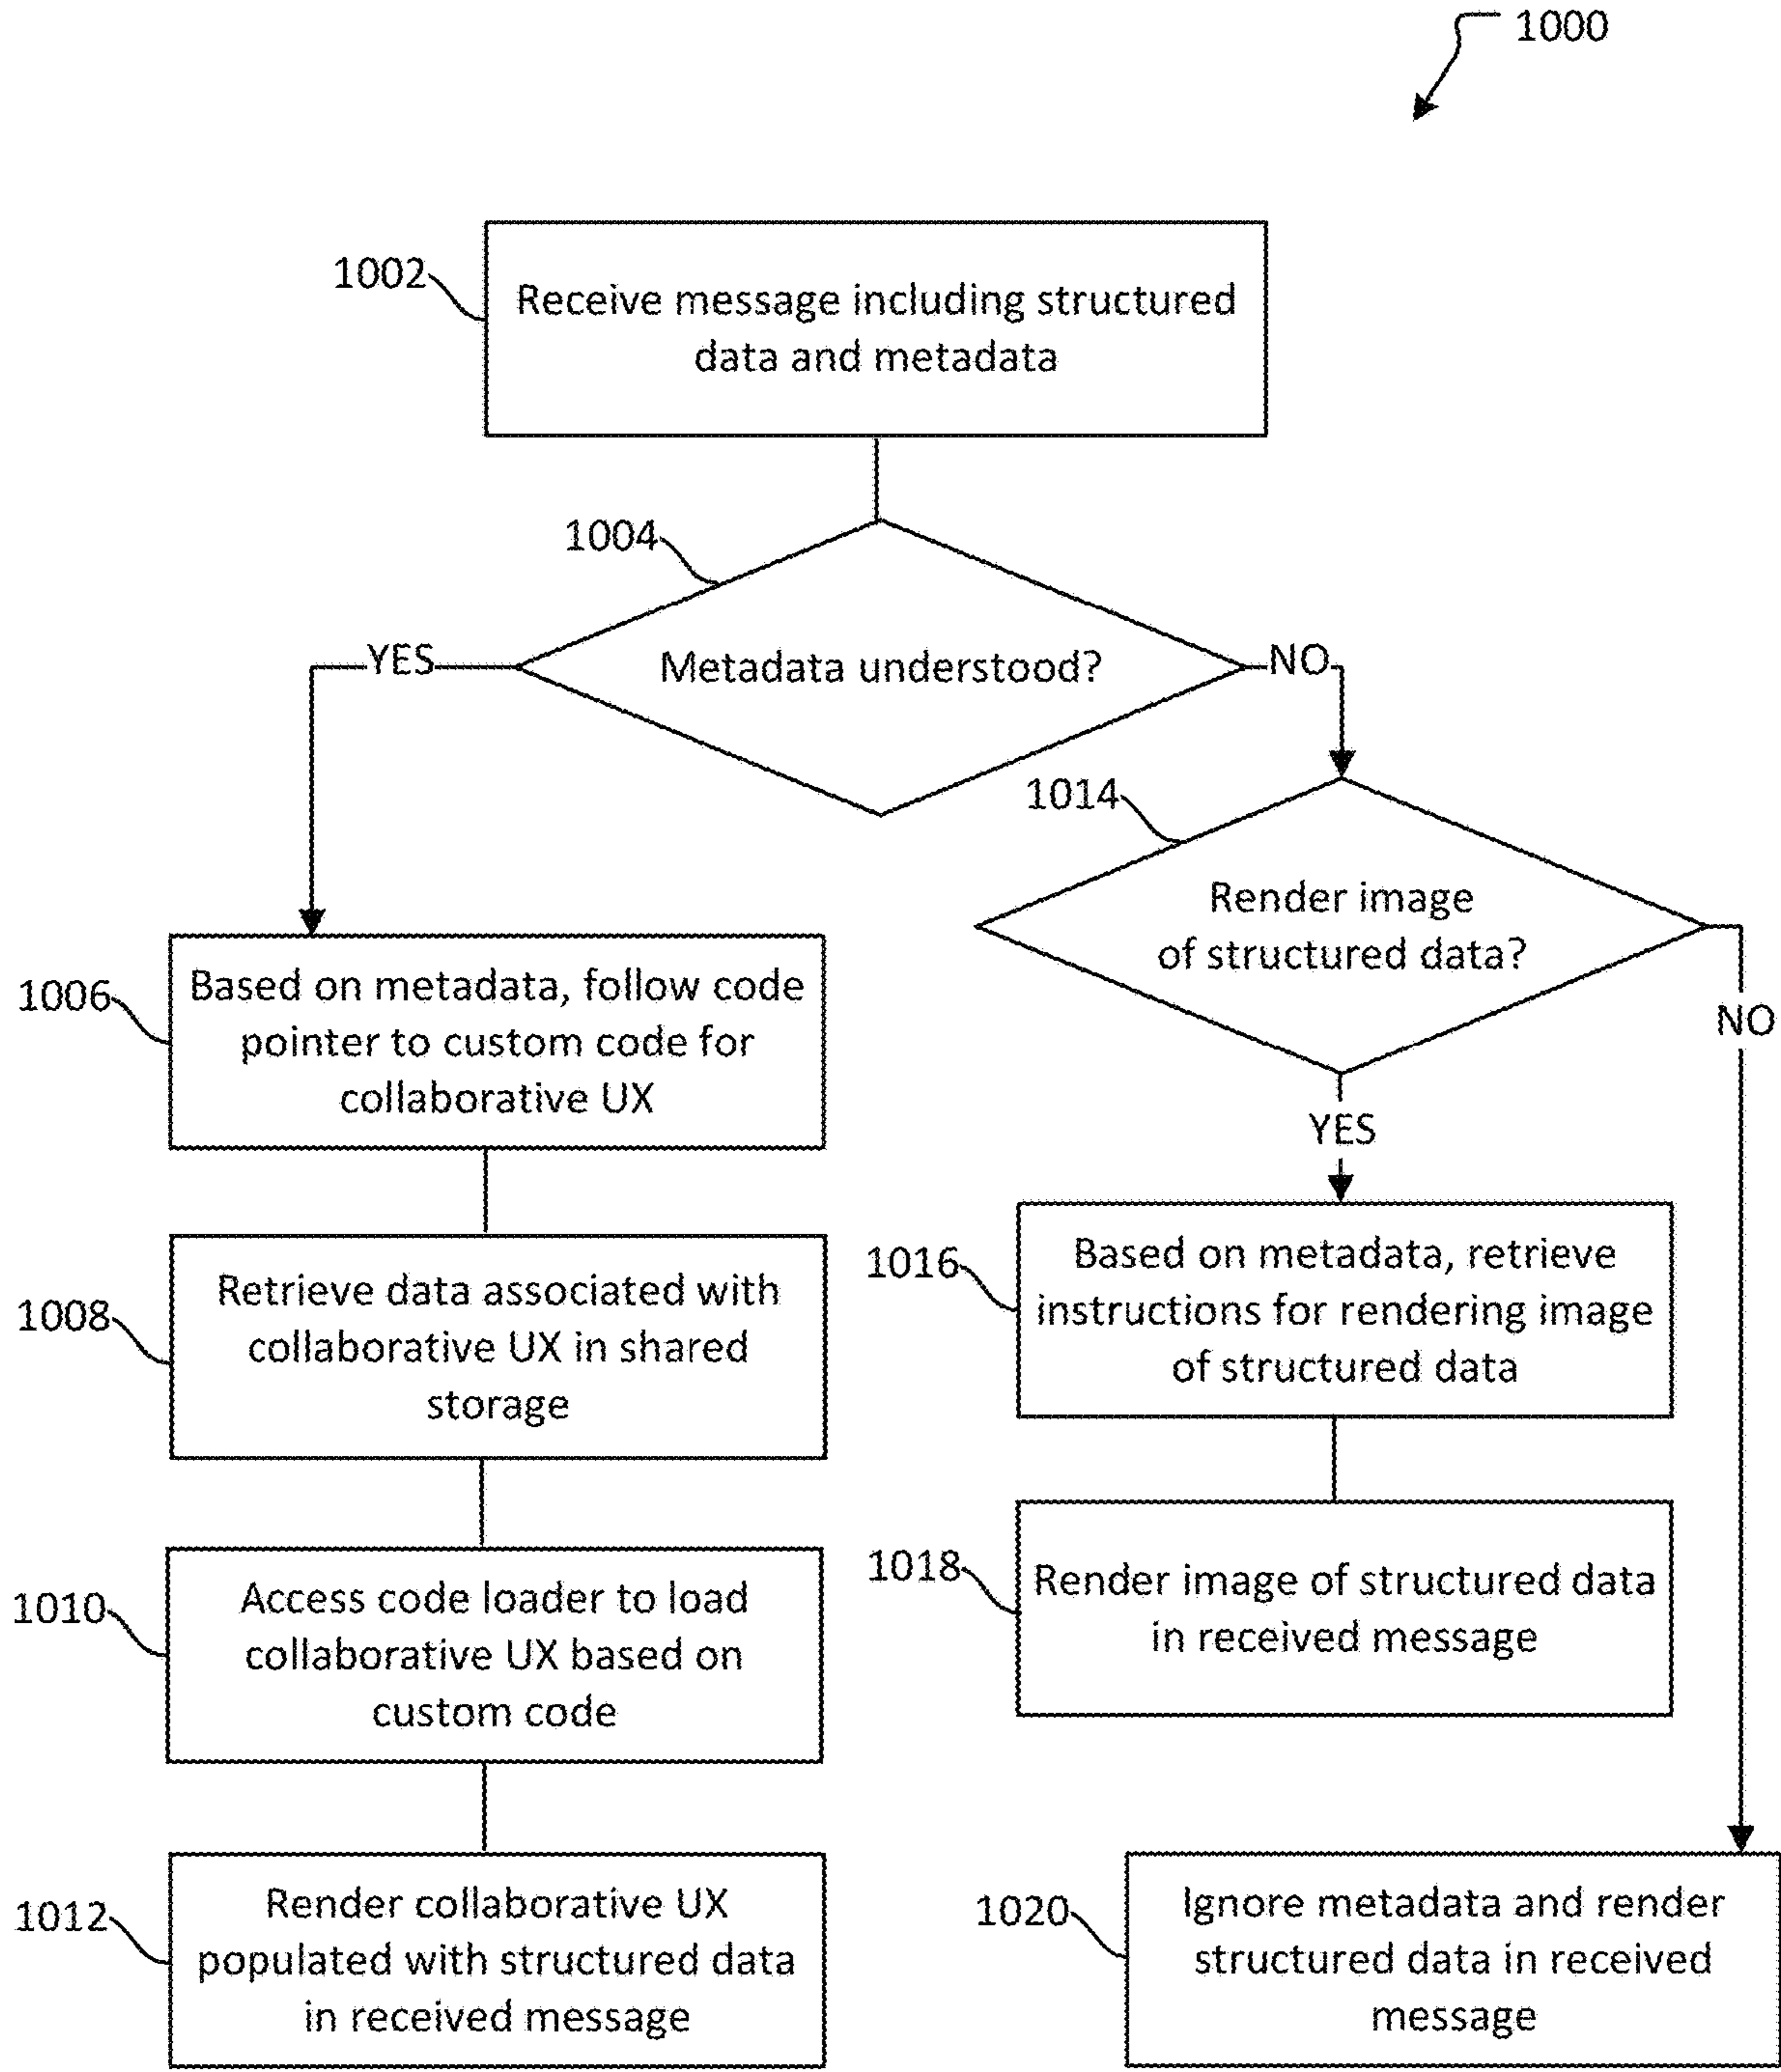 1000
1002
Receive message including structured
data and metadata
1004
Metadata understood?
YES
NO
1014
Render image
of structured data?
NO
YES
1006
Based on metadata, follow code
pointer to custom code for
collaborative UX
1016
Based on metadata, retrieve
instructions for rendering image
of structured data
1008
Retrieve data associated with
collaborative UX in shared
storage
1018
Render image of structured data
in received message
1010
Access code loader to load
collaborative UX based on
custom code
1012
Render collaborative UX
populated with structured data
in received message
1020
Ignore metadata and render
structured data in received
message